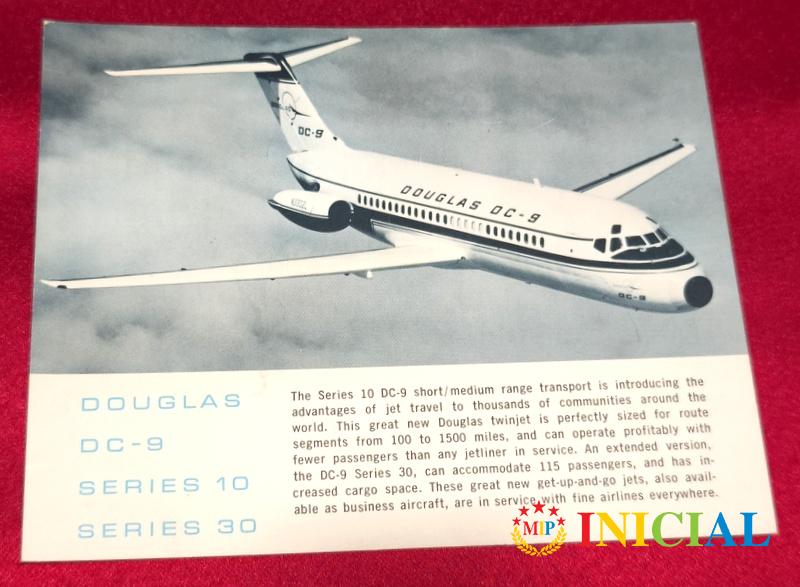 DC-9
DOUGLAS DC-9
DC-9
DOUGLAS
DC-9
SERIES 10
SERIES 30
The Series 10 DC-9 short/medium range transport is introducing the
advantages of jet travel to thousands of communities around the
world. This great new Douglas twinjet is perfectly sized for route
segments from 100 to 1500 miles, and can operate profitably with
fewer passengers than any jetliner in service. An extended version,
the DC-9 Series 30, can accommodate 115 passengers, and has in-
creased cargo space. These great new get-up-and-go jets, also avail-
able as business aircraft, are in service with fine airlines everywhere.
MIP INICIAL